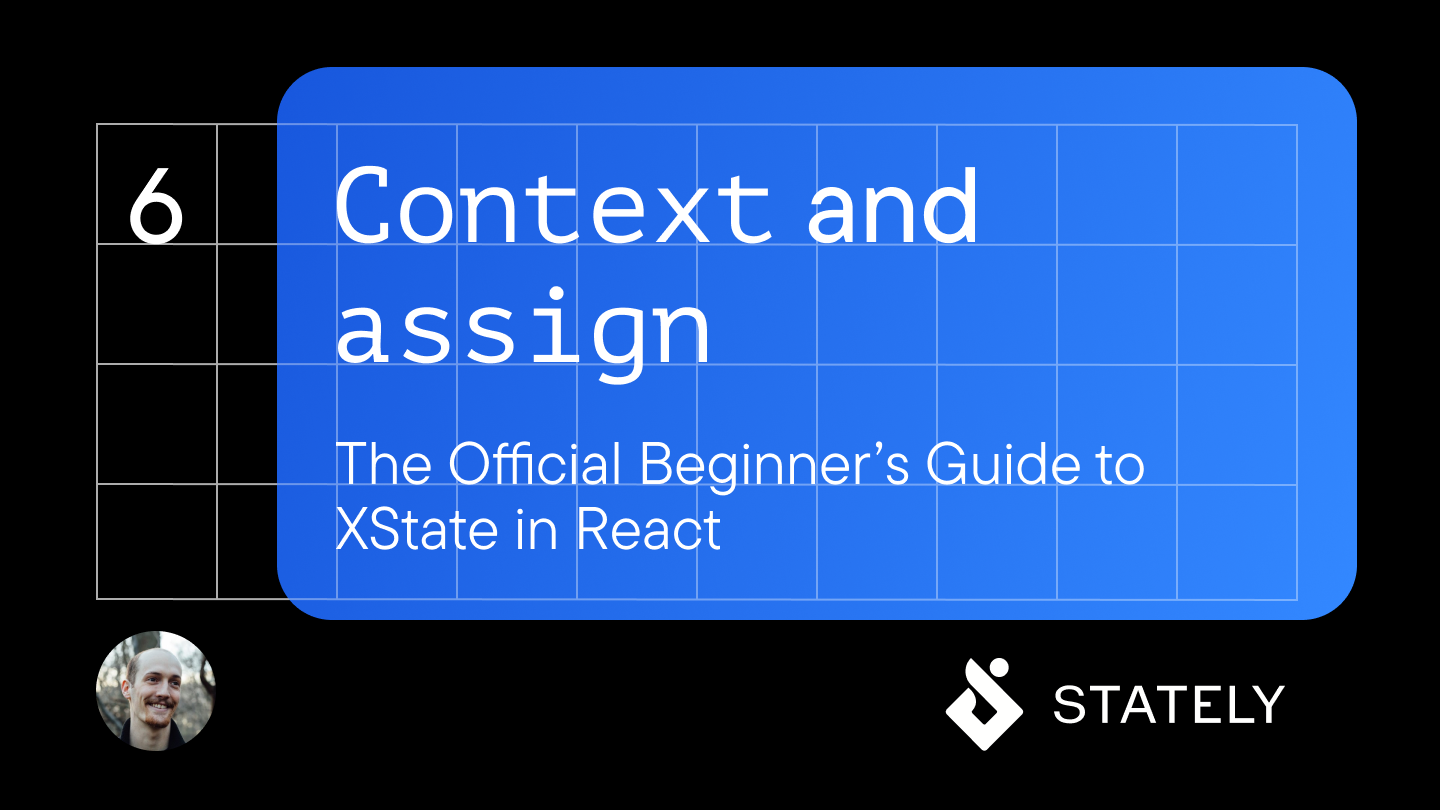 6
Context and
assign
The Official Beginner’s Guide to
XState in React
STATELY